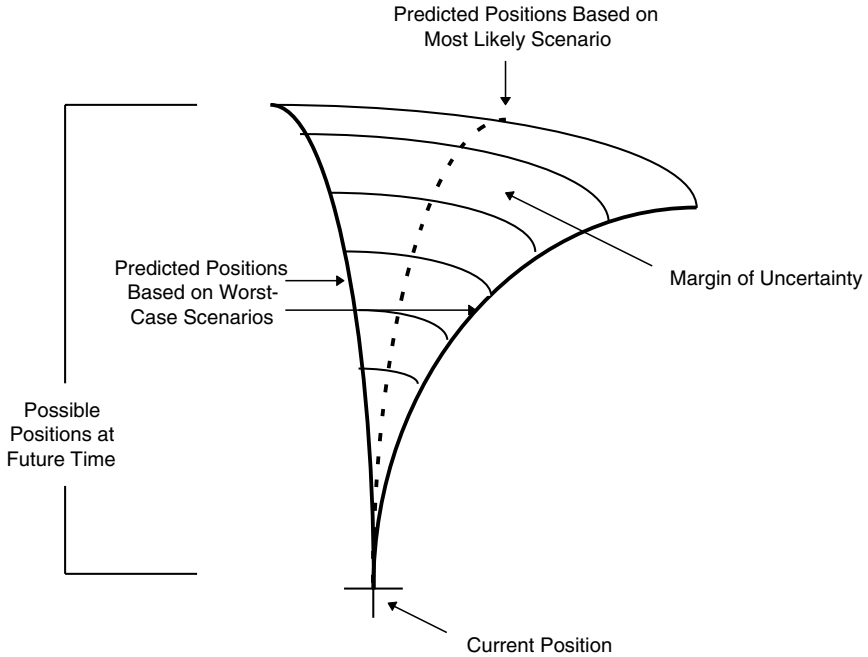 Predicted Positions Based on
Most Likely Scenario
Predicted Positions
Based on Worst-
Case Scenarios
Margin of Uncertainty
Possible
Positions at
Future Time
Current Position